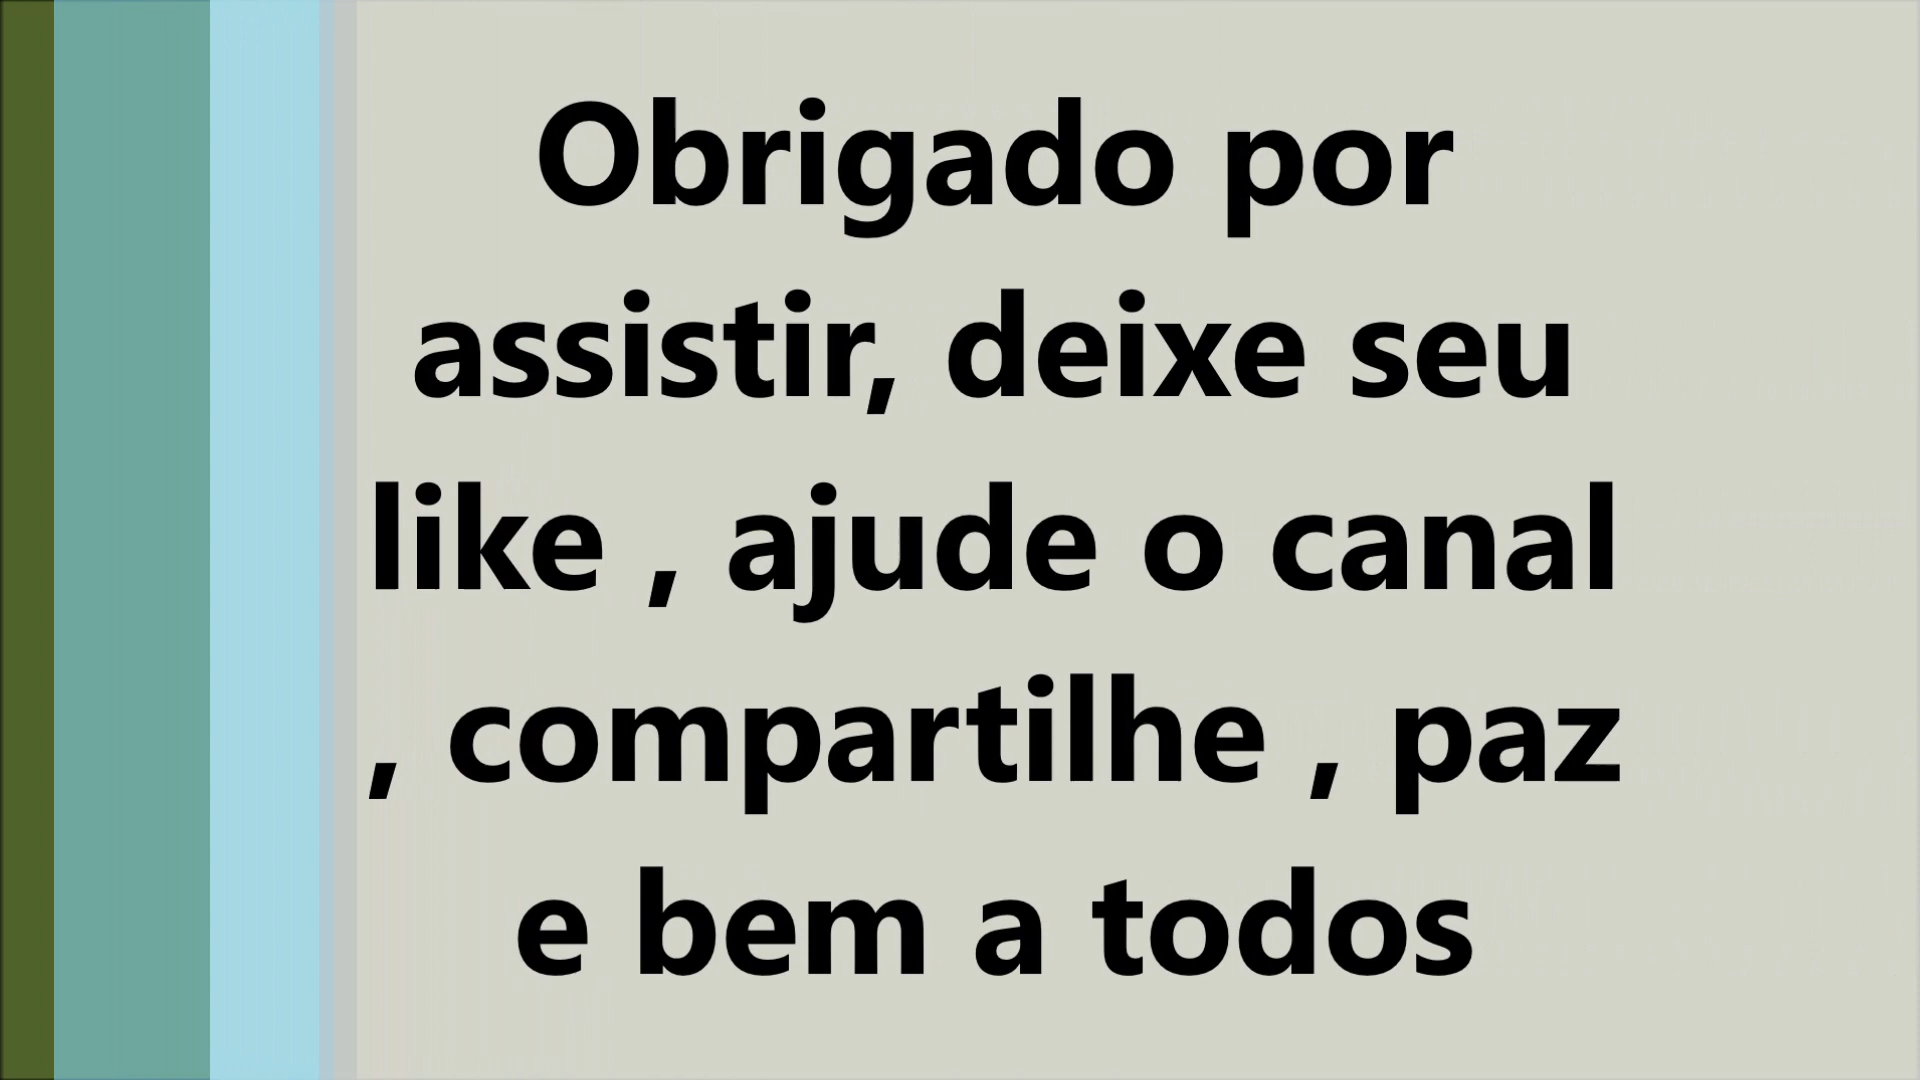 Obrigado por
assistir, deixe seu
like , ajude o canal
, compartilhe , paz
e bem a todos